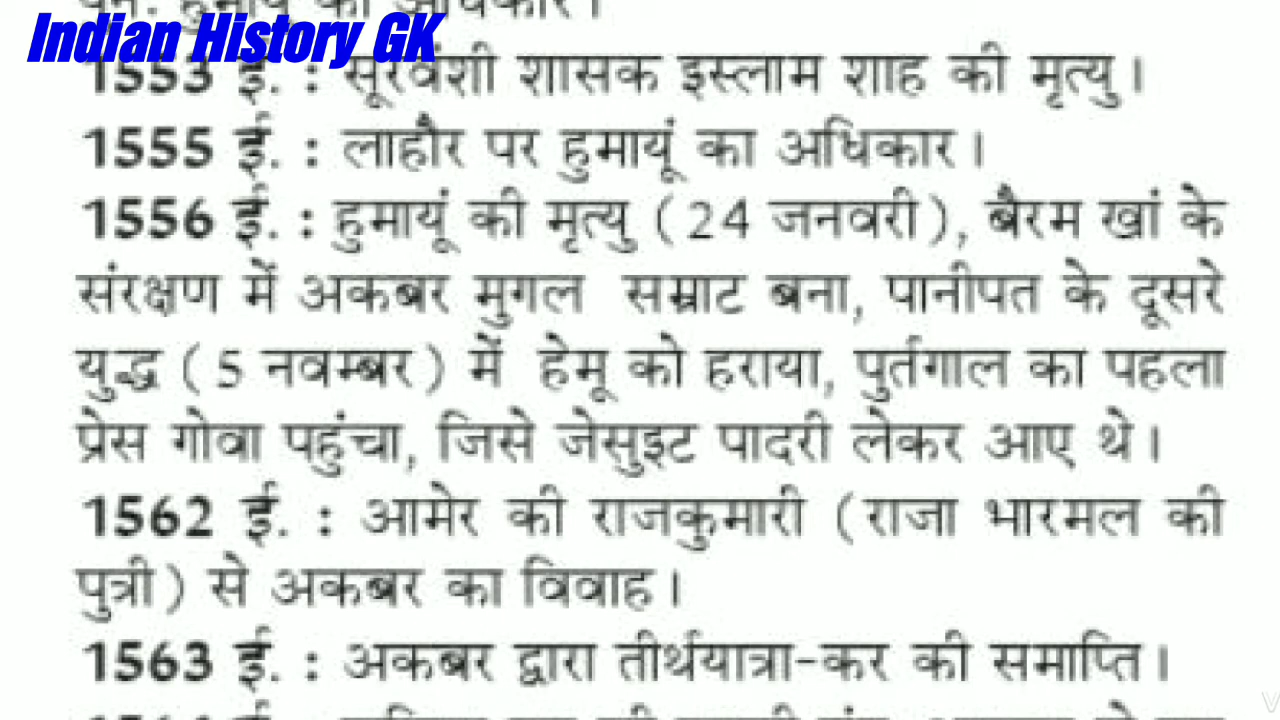 Indian History GK
1553 ई. : सूरवंशी शासक इस्लाम शाह की मृत्यु।
1555 ई. : लाहौर पर हुमायूं का अधिकार।
1556 ई. : हुमायूं की मृत्यु (24 जनवरी), बैरम खां के
संरक्षण में अकबर मुगल सम्राट बना, पानीपत के दूसरे
युद्ध (5 नवम्बर) में हेमू को हराया, पुर्तगाल का पहला
प्रेस गोवा पहुंचा, जिसे जेसुइट पादरी लेकर आए थे।
1562 ई. : आमेर की राजकुमारी (राजा भारमल की
पुत्री) से अकबर का विवाह।
1563 ई. : अकबर द्वारा तीर्थयात्रा-कर की समाप्ति।